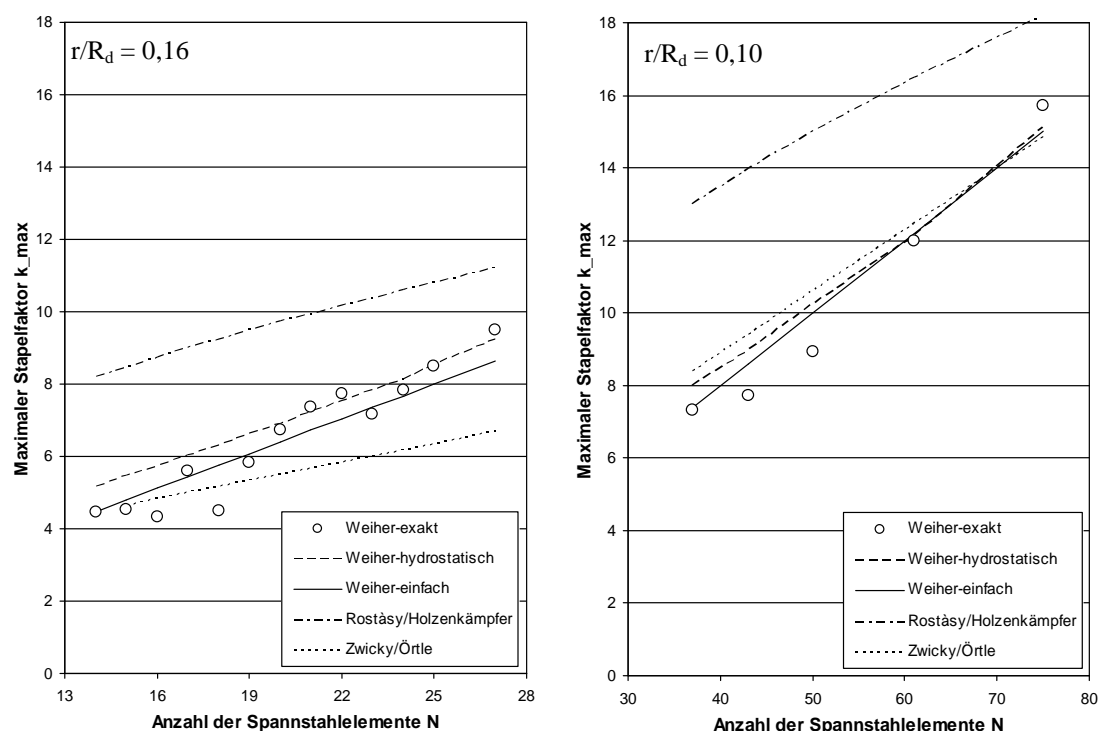 r/Rd = 0,16
Maximaler Stapelfaktor k_max
18
16
14
12
10
8
6
4
2
0
13
16
19
22
25
28
Anzahl der Spannstahlelemente N
Weiher-exakt
Weiher-hydrostatisch
Weiher-einfach
Rostàsy/Holzenkämpfer
Zwicky/Örtle
r/Rd = 0,10
Maximaler Stapelfaktor k_max
18
16
14
12
10
8
6
4
2
0
30
40
50
60
70
80
Anzahl der Spannstahlelemente N
Weiher-exakt
Weiher-hydrostatisch
Weiher-einfach
Rostàsy/Holzenkämpfer
Zwicky/Örtle